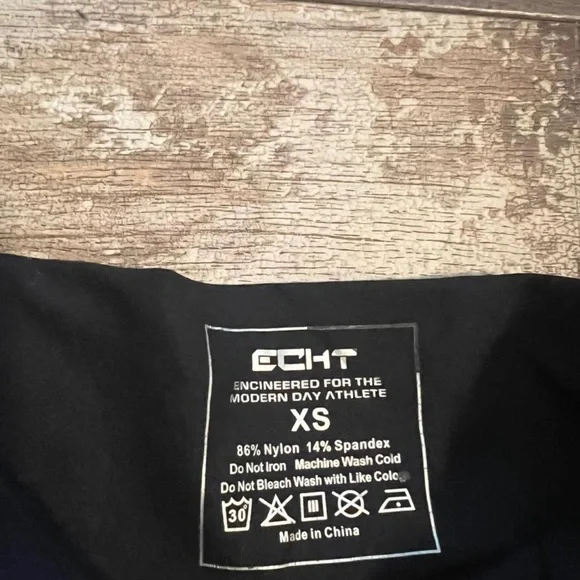 ECHT
ENGINEERED FOR THE
MODERN DAY ATHLETE
XS
86% Nylon 14% Spandex
Do Not Iron Machine Wash Cold
Do Not Bleach Wash with Like
30°
Made in China